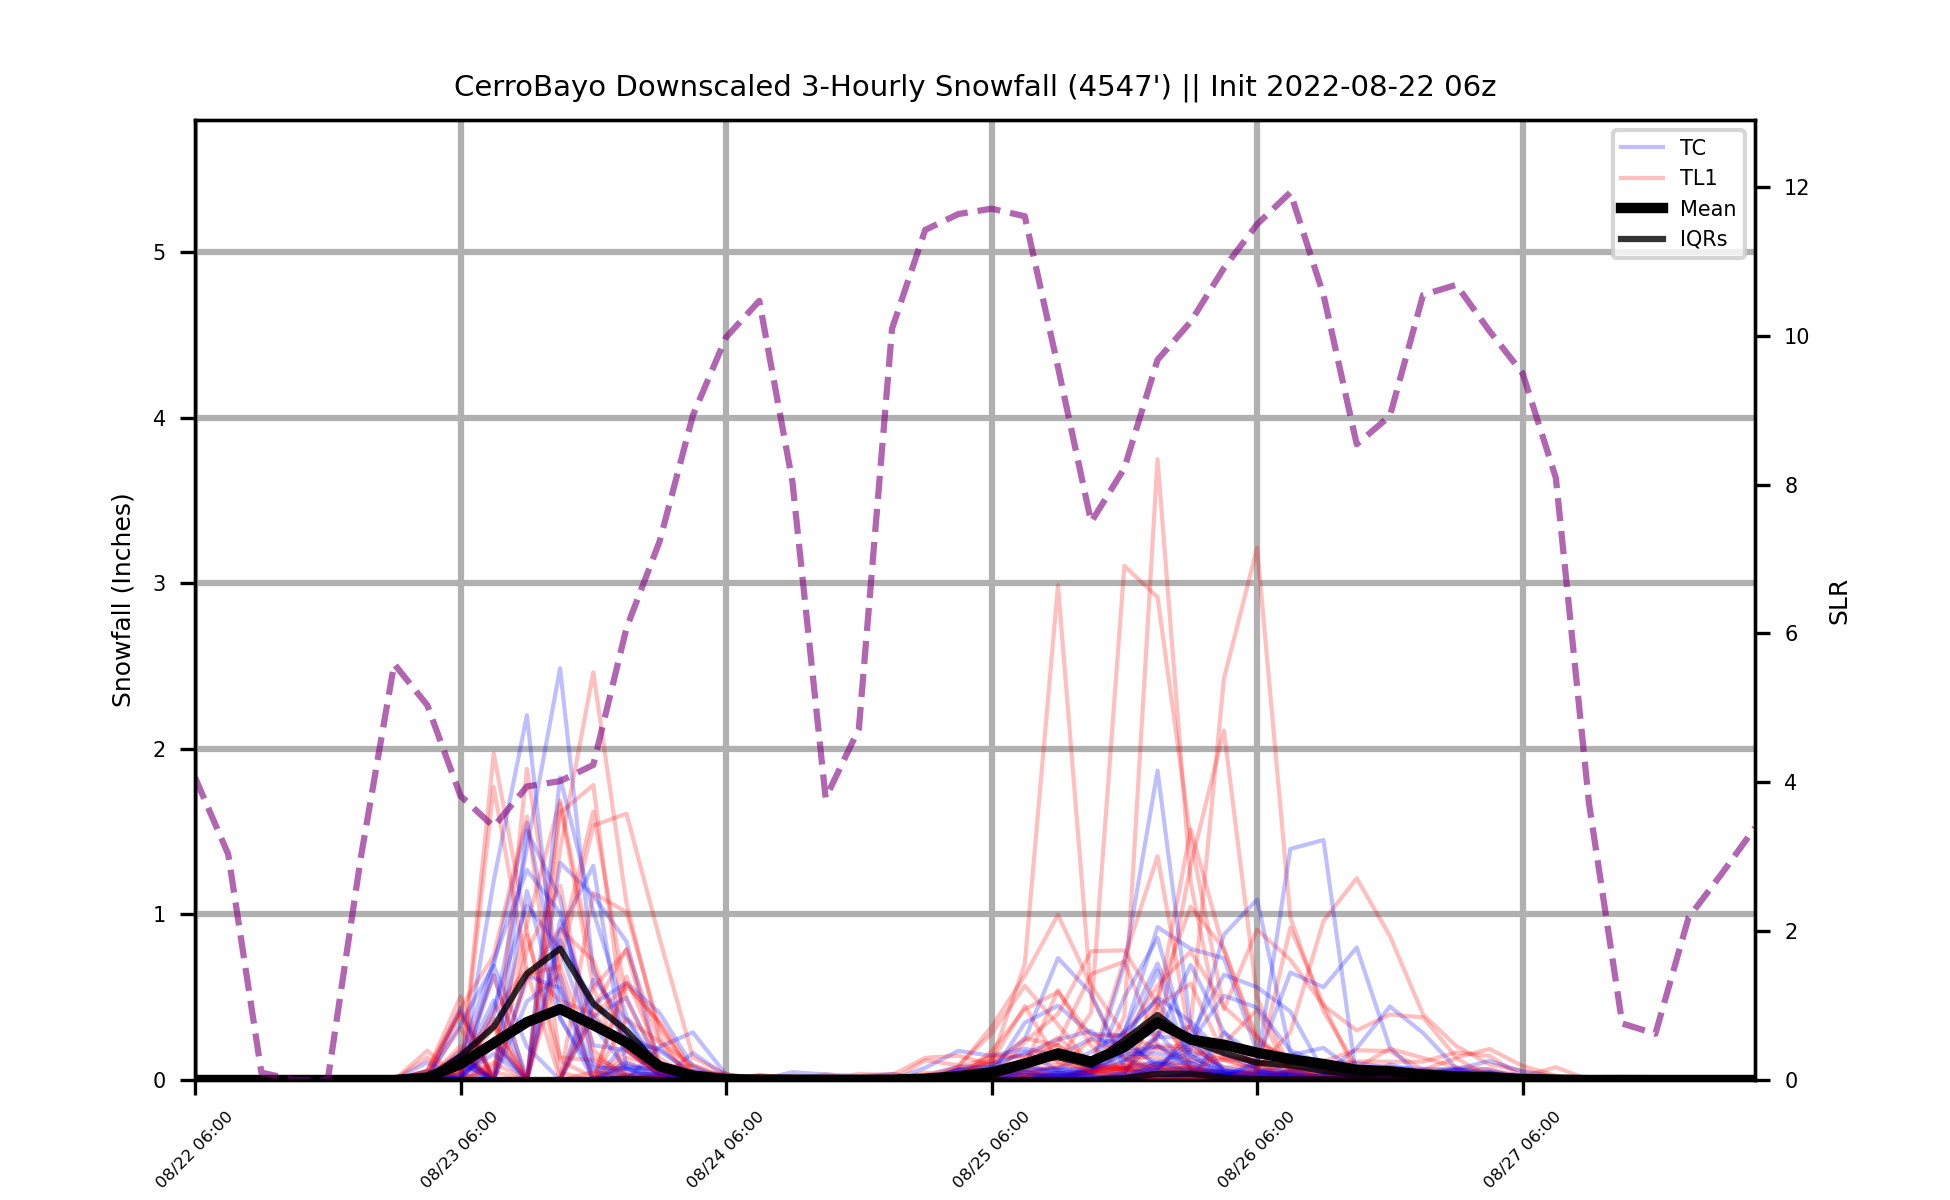 CerroBayo Downscaled 3-Hourly Snowfall (4547') || Init 2022-08-22 06z
TC
TL1
Mean
IQRs
Snowfall (Inches)
5
4
3
2
1
0
SLR
12
10
8
6
4
2
0
08/22 06:00
08/23 06:00
08/24 06:00
08/25 06:00
08/26 06:00
08/27 06:00